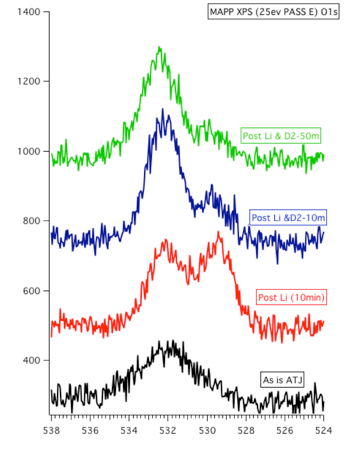 MAPP XPS (25ev PASS E) O1s
1400
1200
1000
800
600
400
Post Li & D2-50m
Post Li &D2-10m
Post Li (10min)
As is ATJ
538 536 534 532 530 528 526 524